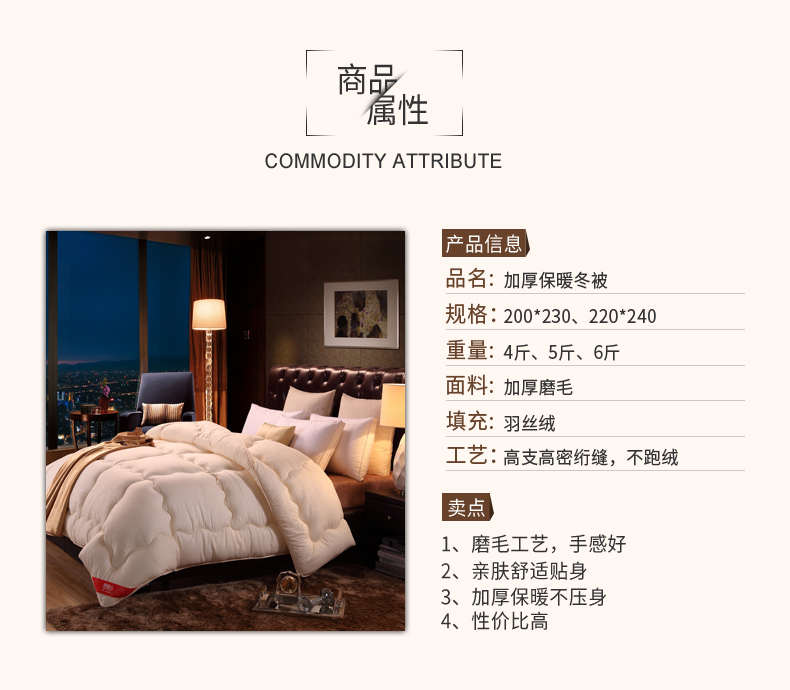 商品
属性
COMMODITY ATTRIBUTE
产品信息
品名: 加厚保暖冬被
规格: 200*230、220*240
重量: 4斤、5斤、6斤
面料: 加厚磨毛
填充: 羽丝绒
工艺: 高支高密绗缝，不跑绒
卖点
1、磨毛工艺，手感好
2、亲肤舒适贴身
3、加厚保暖不压身
4、性价比高